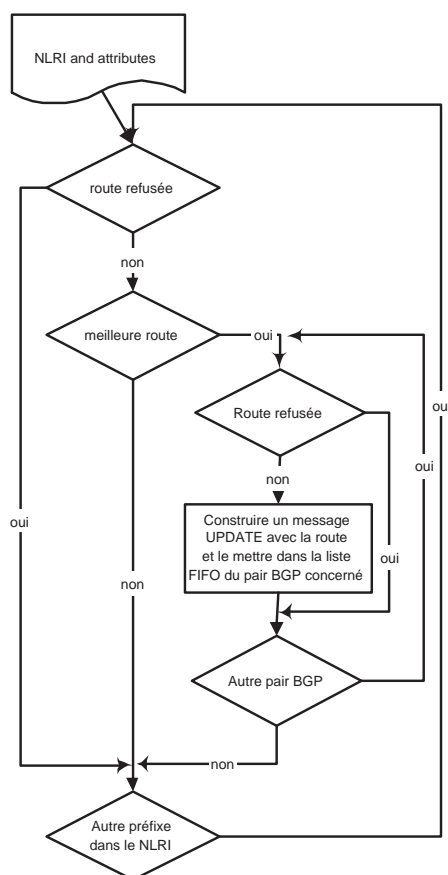 NLRI and attributes
route refusée
non
meilleure route
oui
Route refusée
oui
oui
non
Construire un message
UPDATE avec la route
et le mettre dans la liste
FIFO du pair BGP concerné
oui
oui
non
Autre pair BGP
non
Autre préfixe
dans le NLRI